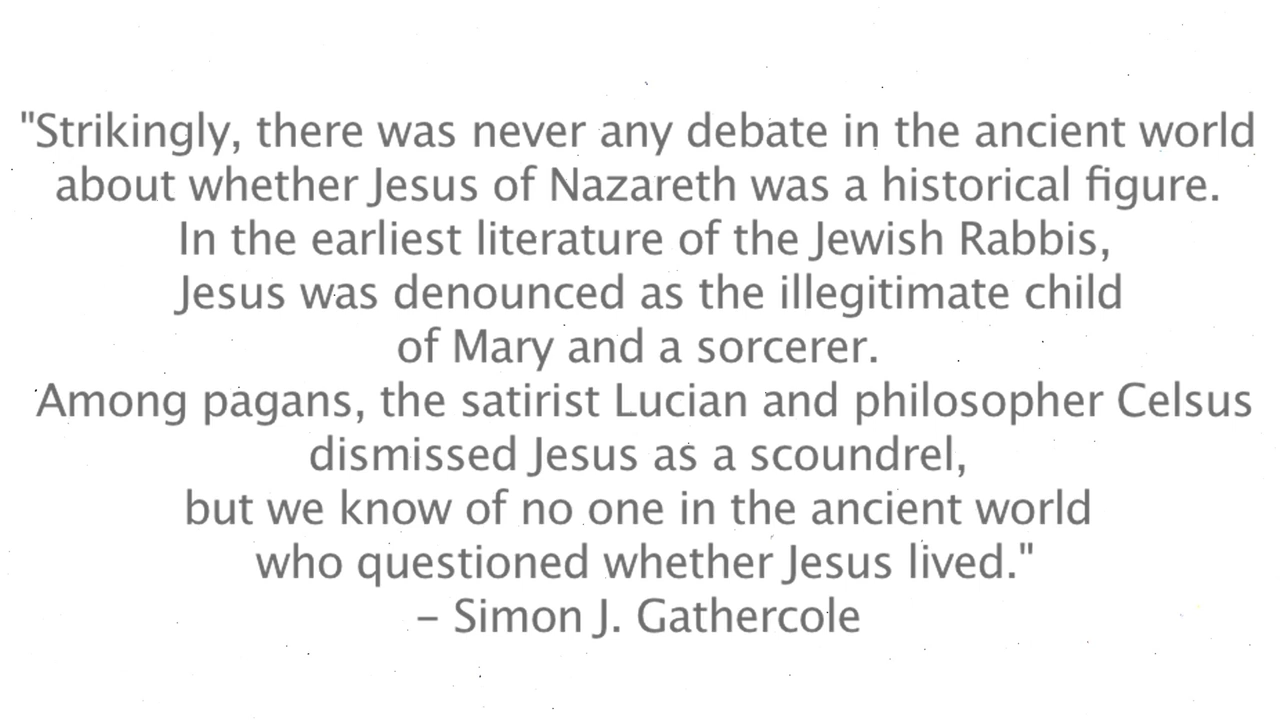 "Strikingly, there was never any debate in the ancient world
about whether Jesus of Nazareth was a historical figure.
In the earliest literature of the Jewish Rabbis,
Jesus was denounced as the illegitimate child
of Mary and a sorcerer.
Among pagans, the satirist Lucian and philosopher Celsus
dismissed Jesus as a scoundrel,
but we know of no one in the ancient world
who questioned whether Jesus lived."
– Simon J. Gathercole